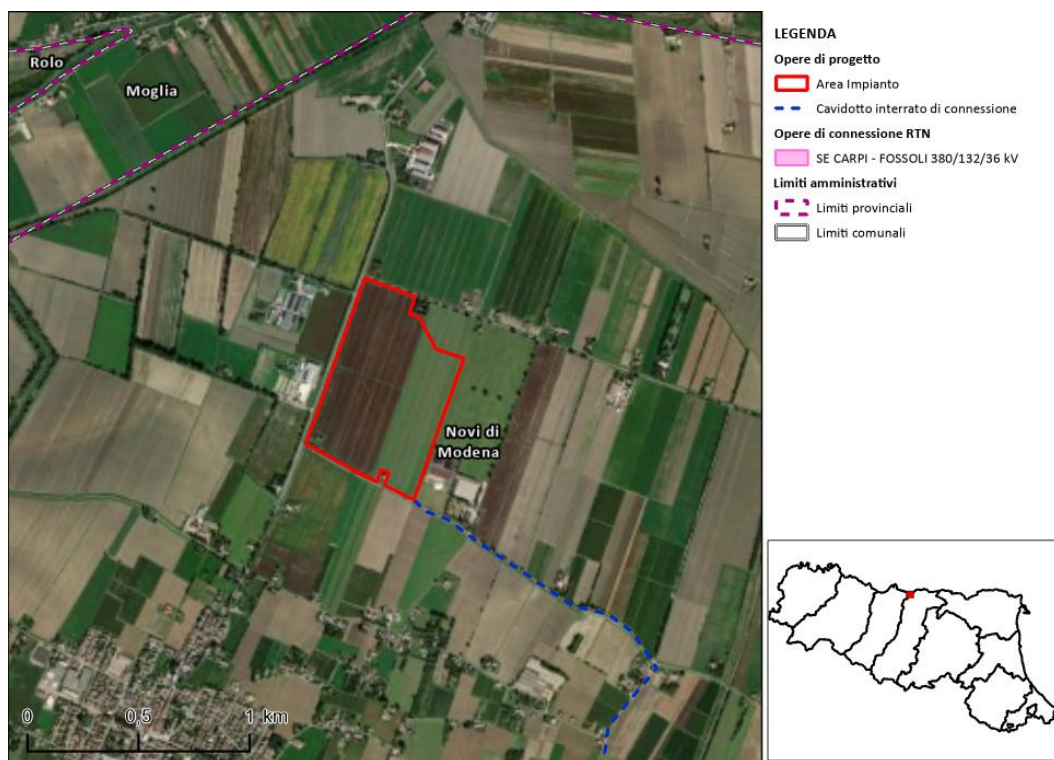 Rolo
Moglia
Novi di
Modena
0 0,5 1 km
LEGENDA
Opere di progetto
Area Impianto
Cavidotto interrato di connessione
Opere di connessione RTN
SE CARPI - FOSSOLI 380/132/36 kV
Limiti amministrativi
Limiti provinciali
Limiti comunali